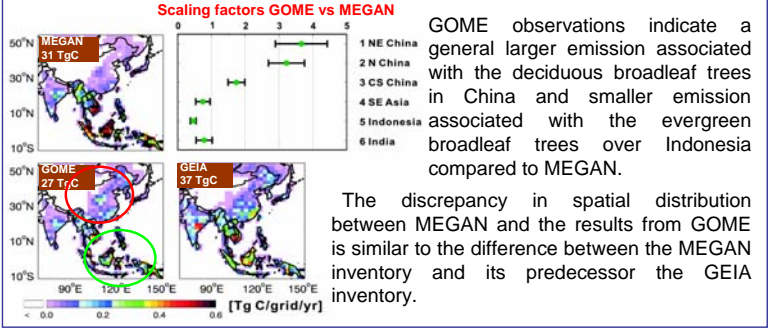 Scaling factors GOME vs MEGAN
0 1 2 3 4 5
50°N
30°N
10°N
10°S
MEGAN
31 TgC
1 NE China
2 N China
3 CS China
4 SE Asia
5 Indonesia
6 India
GOME observations indicate a
general larger emission associated
with the deciduous broadleaf trees
in China and smaller emission
associated with the evergreen
broadleaf trees over Indonesia
compared to MEGAN.
50°N
30°N
10°N
10°S
GOME
27 TgC
GEIA
37 TgC
90°E 120°E 150°E 90°E 120°E 150°E
< 0.0 0.2 0.4 0.6
[Tg C/grid/yr]
The discrepancy in spatial distribution
between MEGAN and the results from GOME
is similar to the difference between the MEGAN
inventory and its predecessor the GEIA
inventory.